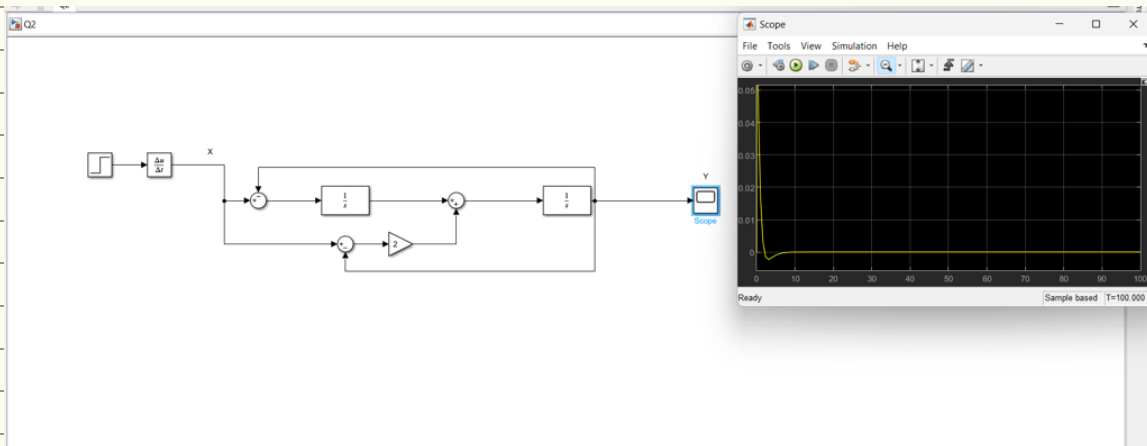 Q2
Q2
Scope
File Tools View Simulation Help
0.05
0.04
0.03
0.02
0.01
0
0 10 20 30 40 50 60 70 80 90 100
Ready
Sample based T=100.000
X
Δu
Δt
1
s
1
s
2
Y
Scope